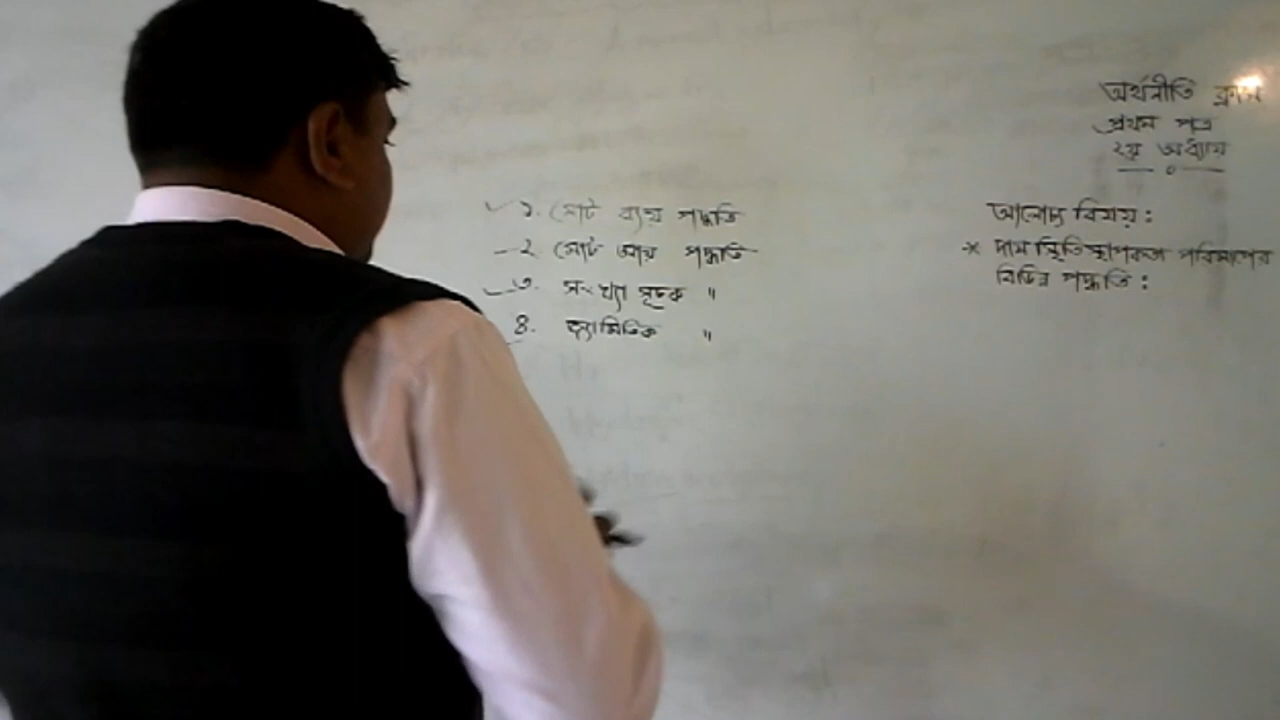 অর্থনীতি ক্লাস
প্রথম পত্র
২য় অধ্যায়
আলোচ্য বিষয় :
* দাম স্থিতিস্থাপকতা পরিমাপের
বিভিন্ন পদ্ধতি :
১. মোট ব্যয় পদ্ধতি
২. মোট আয় পদ্ধতি
৩. সংখ্যা সূচক "
৪. জ্যামিতিক "